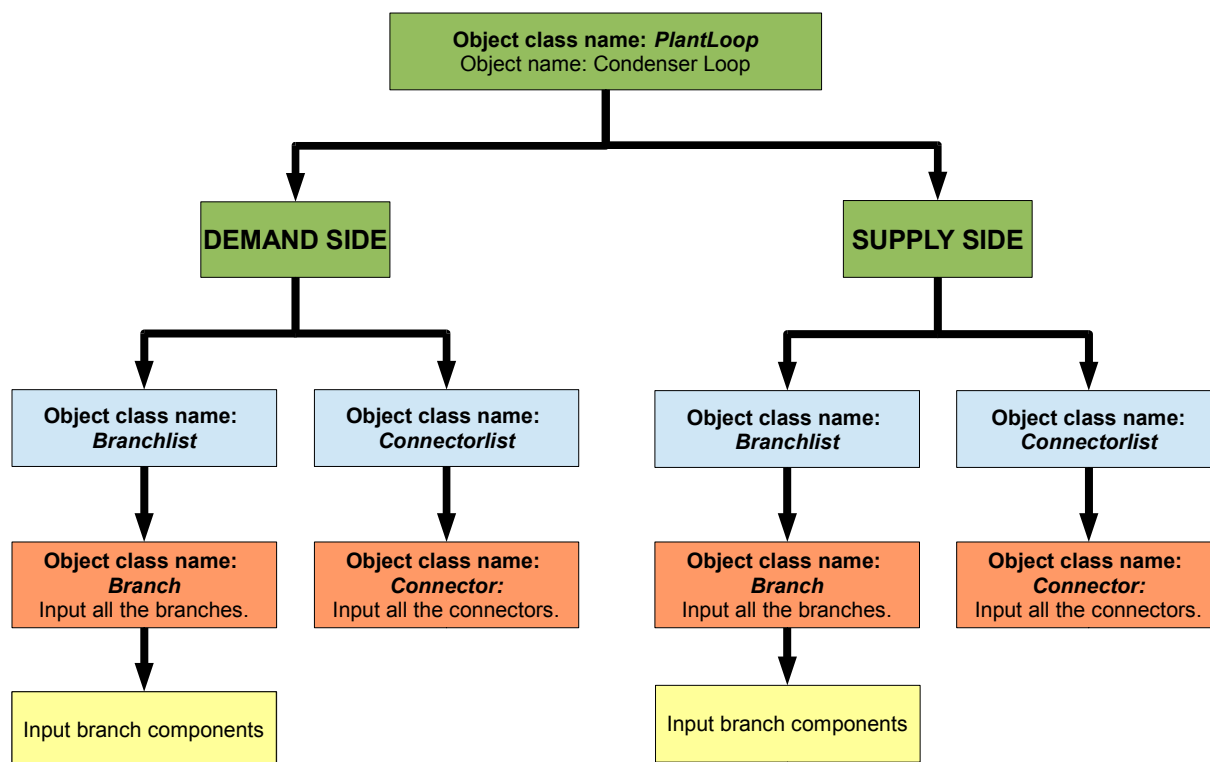 Object class name: PlantLoop
Object name: Condenser Loop
DEMAND SIDE
SUPPLY SIDE
Object class name:
Branchlist
Object class name:
Connectorlist
Object class name:
Branchlist
Object class name:
Connectorlist
Object class name:
Branch
Input all the branches.
Object class name:
Connector:
Input all the connectors.
Object class name:
Branch
Input all the branches.
Object class name:
Connector:
Input all the connectors.
Input branch components
Input branch components